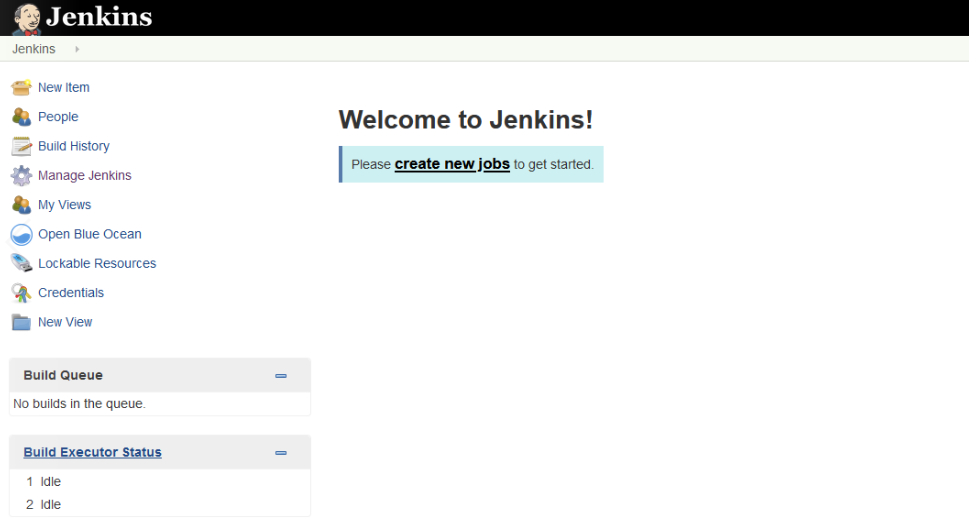 Jenkins
Jenkins
New Item
People
Build History
Manage Jenkins
My Views
Open Blue Ocean
Lockable Resources
Credentials
New View
Build Queue
No builds in the queue.
Build Executor Status
1 Idle
2 Idle
Welcome to Jenkins!
Please create new jobs to get started.